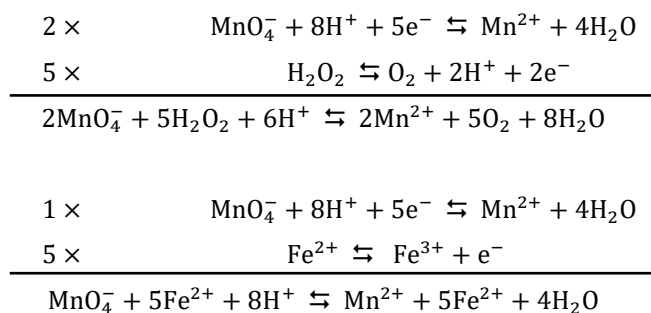 2 × MnO₄⁻ + 8H⁺ + 5e⁻ ⇆ Mn²⁺ + 4H₂O
5 × H₂O₂ ⇆ O₂ + 2H⁺ + 2e⁻
2MnO₄⁻ + 5H₂O₂ + 6H⁺ ⇆ 2Mn²⁺ + 5O₂ + 8H₂O
1 × MnO₄⁻ + 8H⁺ + 5e⁻ ⇆ Mn²⁺ + 4H₂O
5 × Fe²⁺ ⇆ Fe³⁺ + e⁻
MnO₄⁻ + 5Fe²⁺ + 8H⁺ ⇆ Mn²⁺ + 5Fe²⁺ + 4H₂O